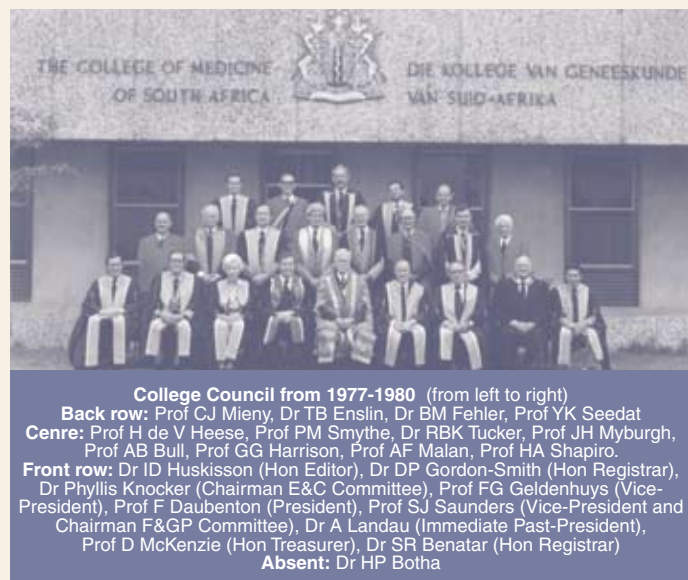 THE COLLEGE OF MEDICINE
OF SOUTH AFRICA
DIE KOLLEGE VAN GENEESKUNDE
VAN SUID-AFRIKA
College Council from 1977-1980 (from left to right)
Back row: Prof CJ Mieny, Dr TB Enslin, Dr BM Fehler, Prof YK Seedat
Cenre: Prof H de V Heese, Prof PM Smythe, Dr RBK Tucker, Prof JH Myburgh,
Prof AB Bull, Prof GG Harrison, Prof AF Malan, Prof HA Shapiro.
Front row: Dr ID Huskisson (Hon Editor), Dr DP Gordon-Smith (Hon Registrar),
Dr Phyllis Knocker (Chairman E&C Committee), Prof FG Geldenhuys (Vice-
President), Prof F Daubenton (President), Prof SJ Saunders (Vice-President and
Chairman F&GP Committee), Dr A Landau (Immediate Past-President),
Prof D McKenzie (Hon Treasurer), Dr SR Benatar (Hon Registrar)
Absent: Dr HP Botha